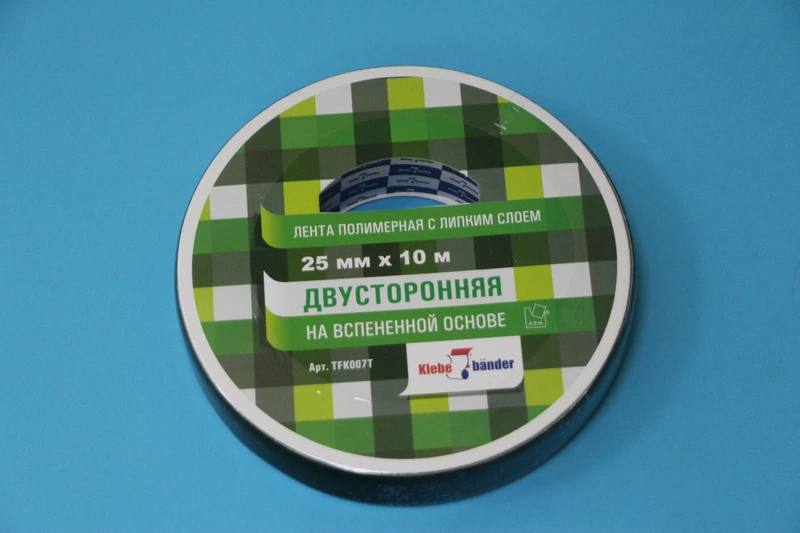 ЛЕНТА ПОЛИМЕРНАЯ С ЛИПКИМ СЛОЕМ
25 мм х 10 м
ДВУСТОРОННЯЯ
НА ВСПЕНЕННОЙ ОСНОВЕ
Арт. TFK007T
Klebe bänder